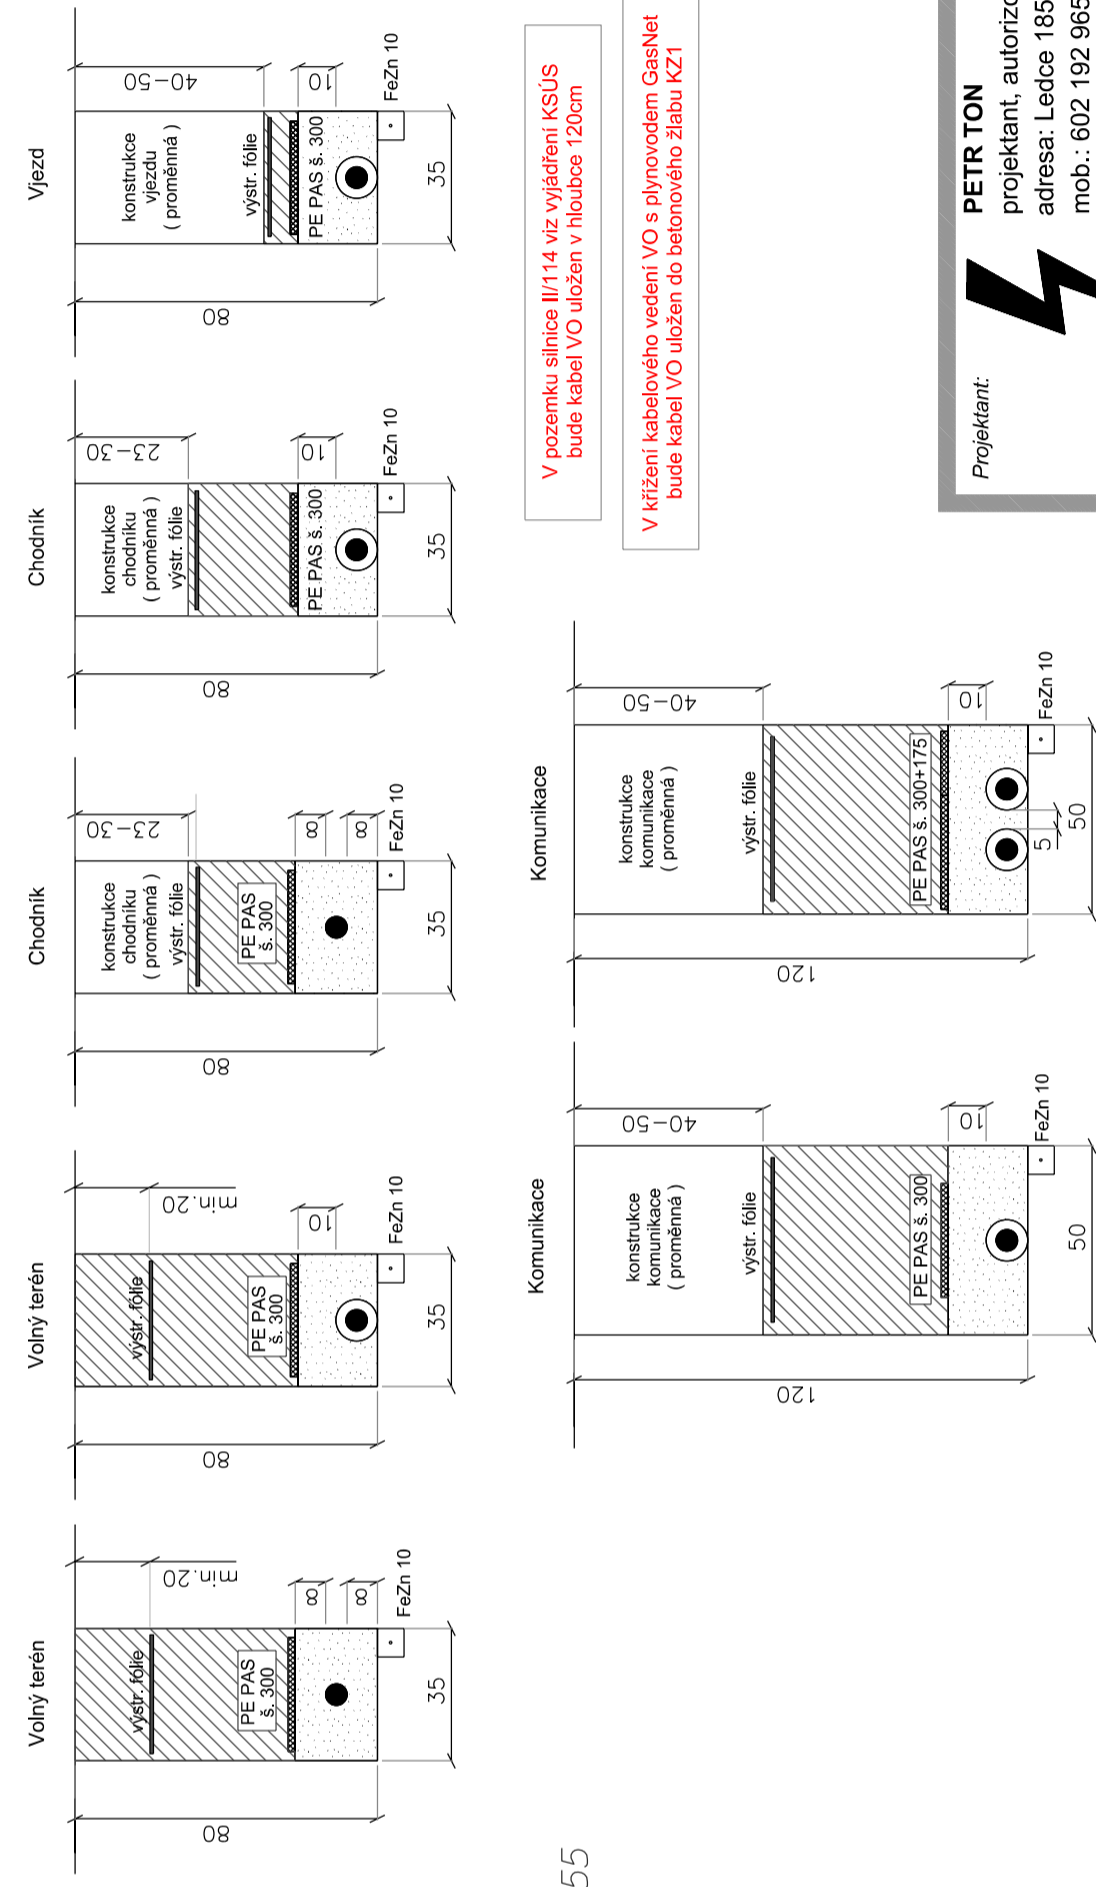 Volný terén
výstr. fólie
PE PAS
š. 300
80
min.20
8
8
FeZn 10
35
Volný terén
výstr. fólie
PE PAS
š. 300
80
min.20
10
FeZn 10
35
Chodník
konstrukce
chodníku
( proměnná )
výstr. fólie
PE PAS
š. 300
80
23-30
8
8
FeZn 10
35
Chodník
konstrukce
chodníku
( proměnná )
výstr. fólie
PE PAS š. 300
80
23-30
10
FeZn 10
35
Vjezd
konstrukce
vjezdu
( proměnná )
výstr. fólie
PE PAS š. 300
80
40-50
10
FeZn 10
35
55
Komunikace
konstrukce
komunikace
( proměnná )
výstr. fólie
PE PAS š. 300
120
40-50
10
FeZn 10
50
Komunikace
konstrukce
komunikace
( proměnná )
výstr. fólie
PE PAS š. 300+175
120
40-50
10
FeZn 10
5
50
V pozemku silnice II/114 viz vyjádření KSÚS
bude kabel VO uložen v hloubce 120cm
V křížení kabelového vedení VO s plynovodem GasNet
bude kabel VO uložen do betonového žlabu KZ1
Projektant:
PETR TON
projektant, autorizo
adresa: Ledce 185
mob.: 602 192 965